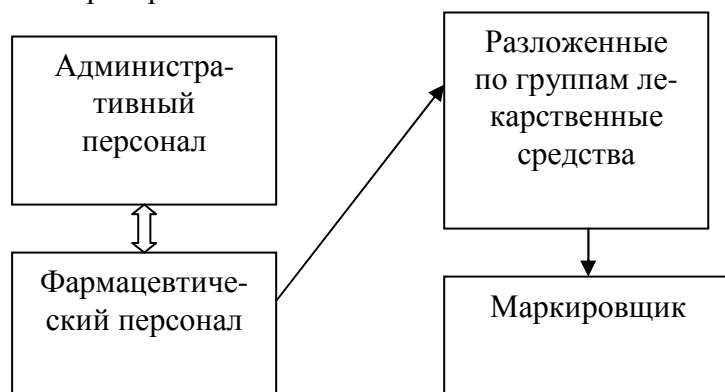 Администра-
тивный
персонал
Фармацевтиче-
ский персонал
Разложенные
по группам ле-
карственные
средства
Маркировщик